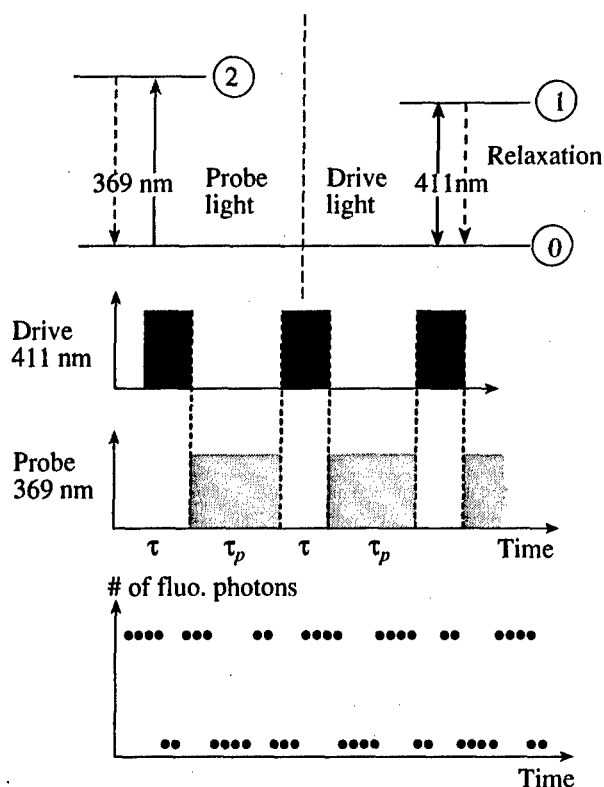 2
1
369 nm
Probe light
Drive light
411nm
Relaxation
0
Drive
411 nm
Probe
369 nm
τ τp τ τp Time
# of fluo. photons
Time